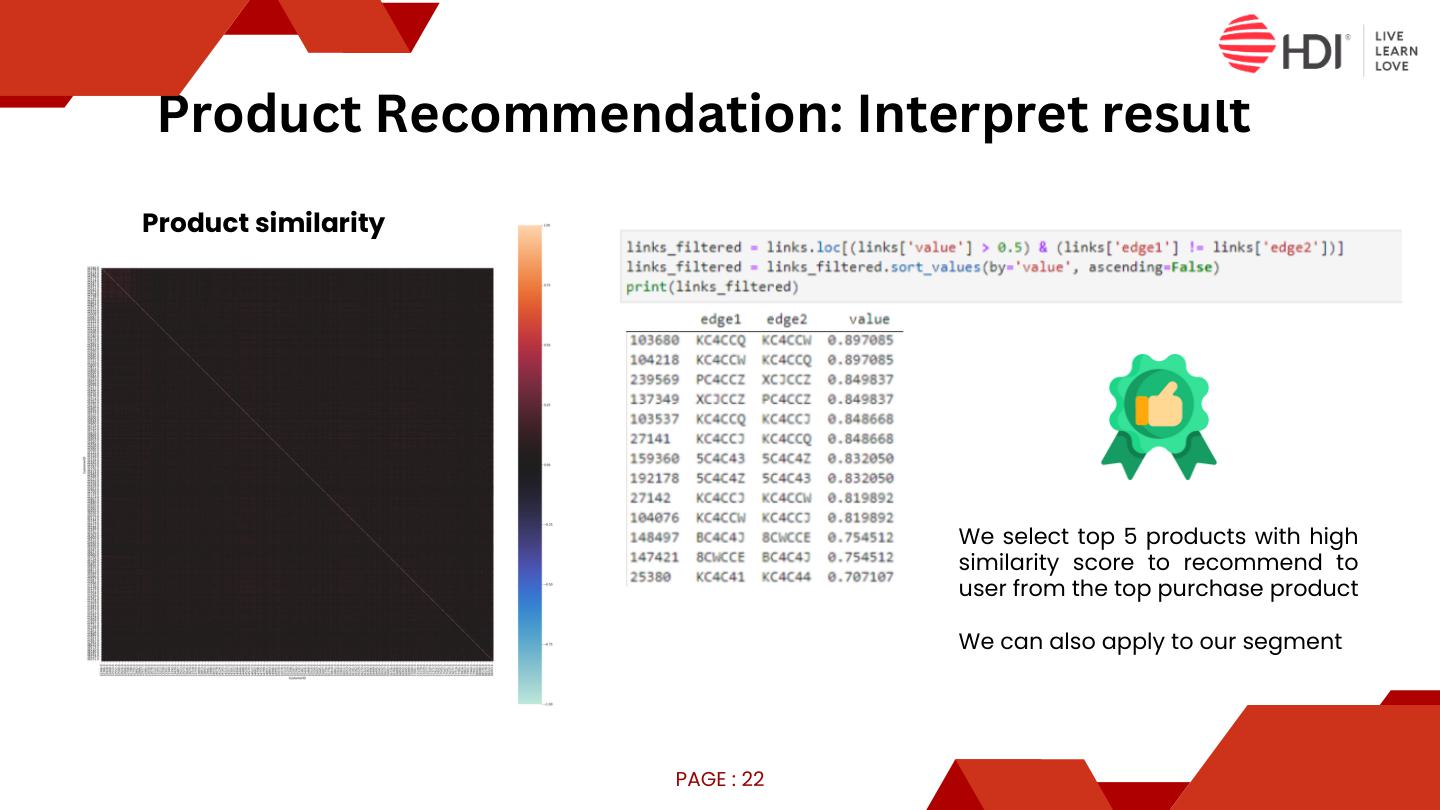 HDI®
LIVE
LEARN
LOVE
Product Recommendation: Interpret result
Product similarity
links_filtered = links.loc[(links['value'] > 0.5) & (links['edge1'] != links['edge2'])]
links_filtered = links_filtered.sort_values(by='value', ascending=False)
print(links_filtered)
edge1 edge2 value
103680 KC4CCQ KC4CCW 0.897085
104218 KC4CCW KC4CCQ 0.897085
239569 PC4CCZ XCJCCZ 0.849837
137349 XCJCCZ PC4CCZ 0.849837
103537 KC4CCQ KC4CCJ 0.848668
27141 KC4CCJ KC4CCQ 0.848668
159360 5C4C43 5C4C4Z 0.832050
192178 5C4C4Z 5C4C43 0.832050
27142 KC4CCJ KC4CCW 0.819892
104076 KC4CCW KC4CCJ 0.819892
148497 BC4C4J 8CWCCE 0.754512
147421 8CWCCE BC4C4J 0.754512
25380 KC4C41 KC4C44 0.707107
We select top 5 products with high
similarity score to recommend to
user from the top purchase product
We can also apply to our segment
PAGE : 22